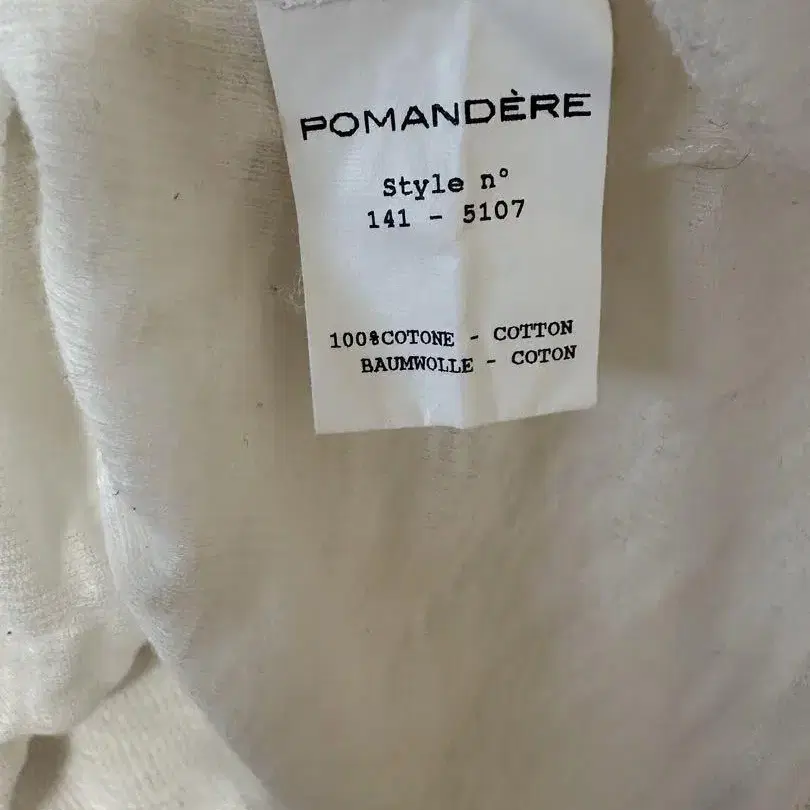 POMANDÈRE
Style n°
141 - 5107
100%COTONE - COTTON
BAUMWOLLE - COTON